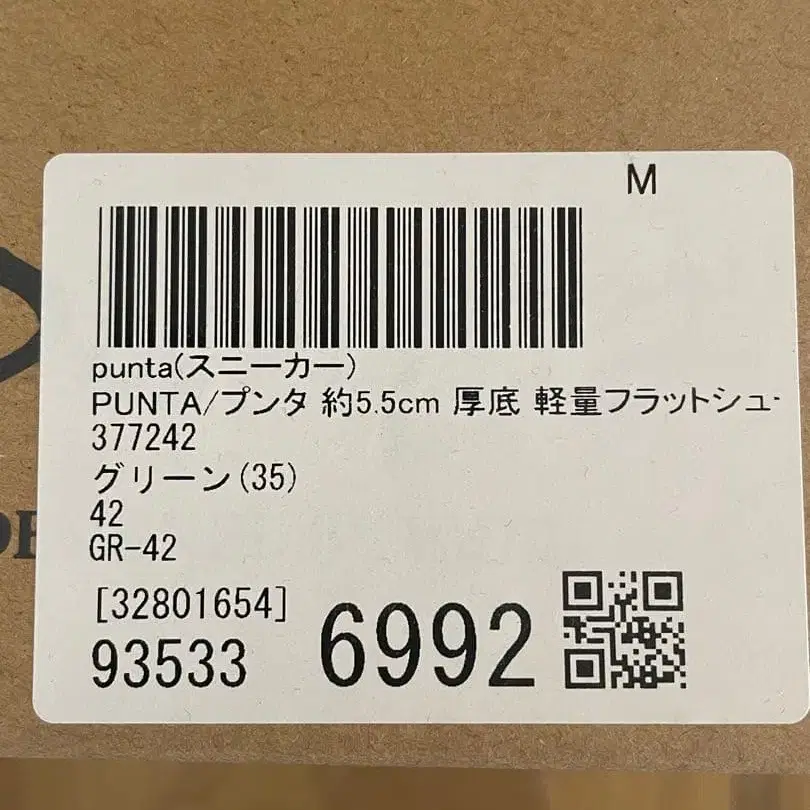 M
punta(スニーカー)
PUNTA/プンタ 約5.5cm 厚底 軽量フラットシュ
377242
グリーン(35)
42
GR-42
[32801654]
93533 6992